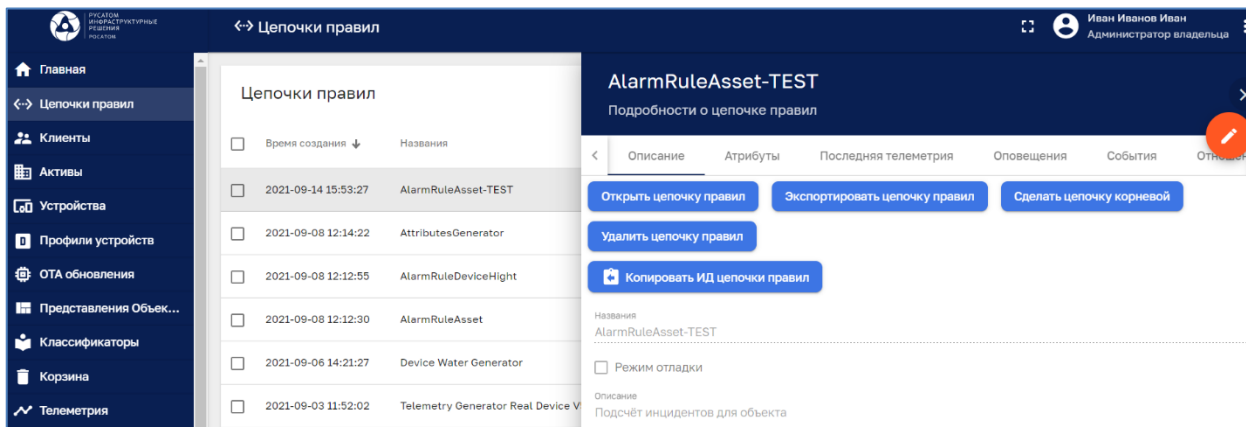 РУСАТОМ
ИНФРАСТРУКТУРНЫЕ
РЕШЕНИЯ
РОСАТОМ
Цепочки правил
Иван Иванов Иван
Администратор владельца
Главная
Цепочки правил
Клиенты
Активы
Устройства
Профили устройств
ОТА обновления
Представления Объек...
Классификаторы
Корзина
Телеметрия
Цепочки правил
Время создания Названия
2021-09-14 15:53:27 AlarmRuleAsset-TEST
2021-09-08 12:14:22 AttributesGenerator
2021-09-08 12:12:55 AlarmRuleDeviceHight
2021-09-08 12:12:30 AlarmRuleAsset
2021-09-06 14:21:27 Device Water Generator
2021-09-03 11:52:02 Telemetry Generator Real Device V
AlarmRuleAsset-TEST
Подробности о цепочке правил
Описание Атрибуты Последняя телеметрия Оповещения События
Открыть цепочку правил Экспортировать цепочку правил Сделать цепочку корневой
Удалить цепочку правил
Копировать ИД цепочки правил
Названия
AlarmRuleAsset-TEST
Режим отладки
Описание
Подсчёт инцидентов для объекта